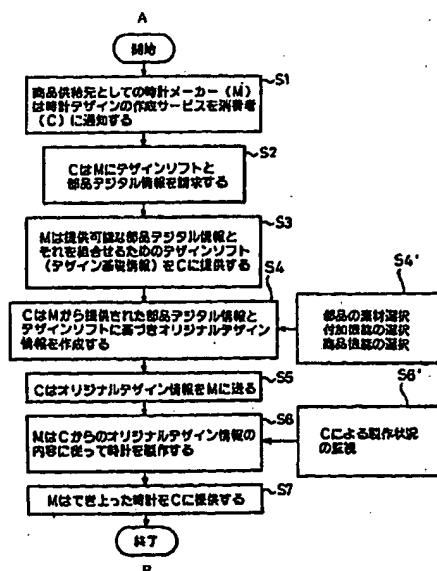 A
開始
S1
商品供給元としての時計メーカー(M)
は時計デザインの作成サービスを消費者
(C)に通知する
S2
CはMにデザインソフトと
部品デジタル情報を請求する
S3
Mは提供可能な部品デジタル情報と
それを組合せるためのデザインソフト
(デザイン基礎情報)をCに提供する
S4
CはMから提供された部品デジタル情報と
デザインソフトに基づきオリジナルデザイン
情報を作成する
S4'
部品の素材選択
付加機能の選択
商品機能の選択
S5
Cはオリジナルデザイン情報をMに送る
S6
MはCからのオリジナルデザイン情報の
内容に従って時計を製作する
S6'
Cによる製作状況
の監視
S7
Mはでき上った時計をCに提供する
終了
B